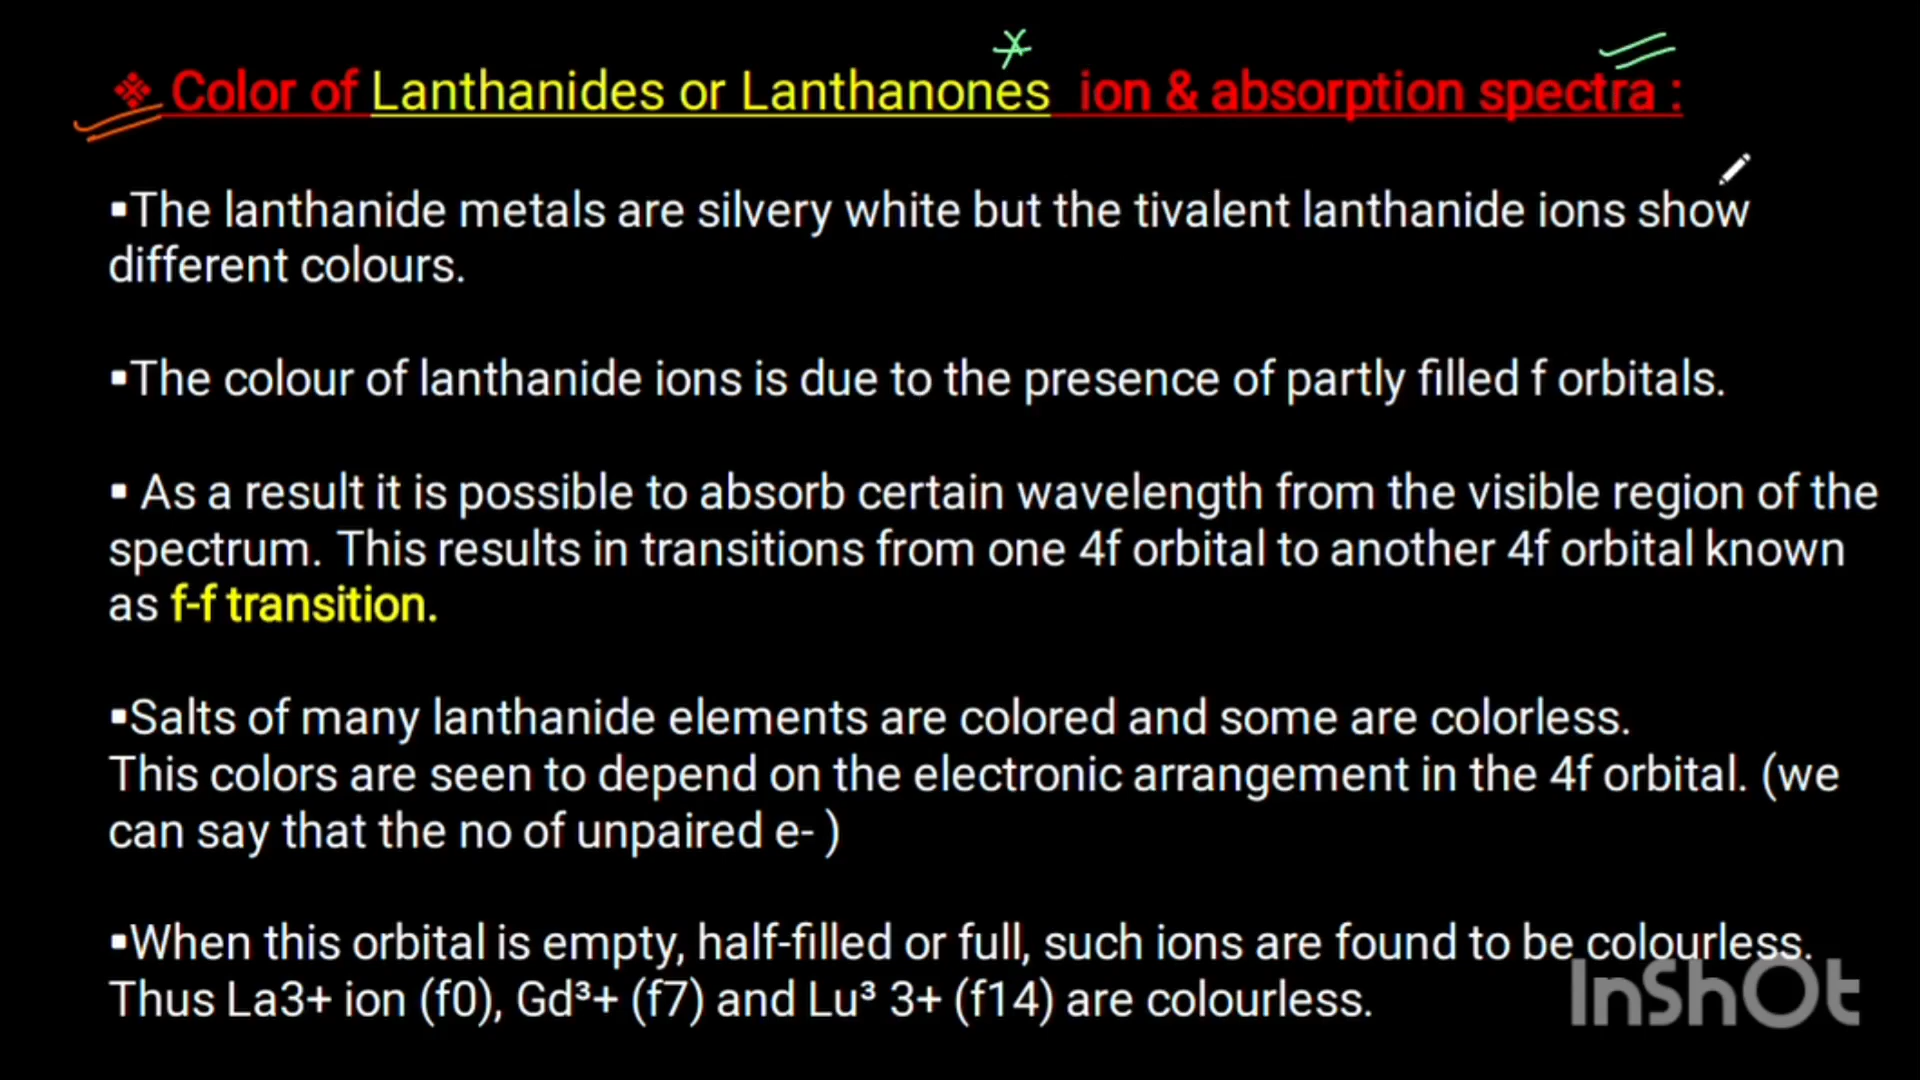 ❖ Color of Lanthanides or Lanthanones ion & absorption spectra :
▪The lanthanide metals are silvery white but the tivalent lanthanide ions show
different colours.
▪The colour of lanthanide ions is due to the presence of partly filled f orbitals.
▪ As a result it is possible to absorb certain wavelength from the visible region of the
spectrum. This results in transitions from one 4f orbital to another 4f orbital known
as f-f transition.
▪Salts of many lanthanide elements are colored and some are colorless.
This colors are seen to depend on the electronic arrangement in the 4f orbital. (we
can say that the no of unpaired e- )
▪When this orbital is empty, half-filled or full, such ions are found to be colourless.
Thus La3+ ion (f0), Gd³+ (f7) and Lu³ 3+ (f14) are colourless.
InShOt